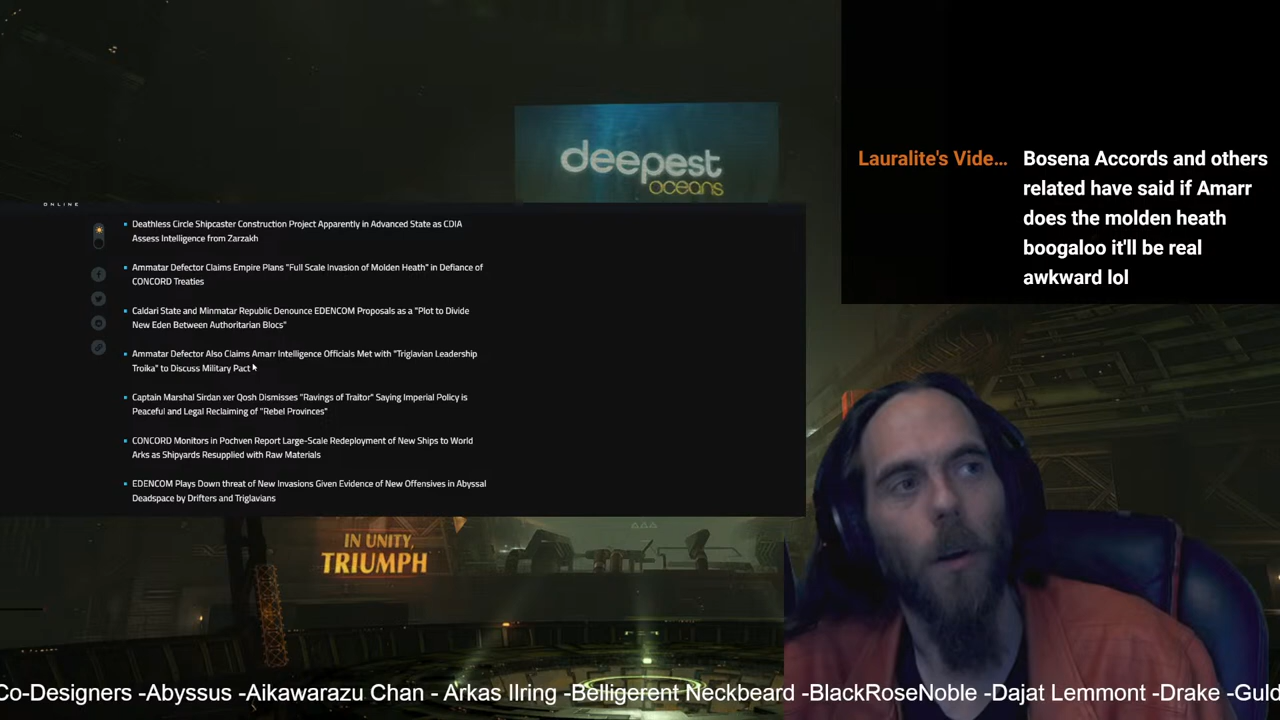 deepest
oceans
ONLINE
Deathless Circle Shipcaster Construction Project Apparently in Advanced State as CDIA
Assess Intelligence from Zarzakh
Ammatar Defector Claims Empire Plans "Full Scale Invasion of Molden Heath" in Defiance of
CONCORD Treaties
Caldari State and Minmatar Republic Denounce EDENCOM Proposals as a "Plot to Divide
New Eden Between Authoritarian Blocs"
Ammatar Defector Also Claims Amarr Intelligence Officials Met with "Triglavian Leadership
Troika" to Discuss Military Pact
Captain Marshal Sirdan xer Qosh Dismisses "Ravings of Traitor" Saying Imperial Policy is
Peaceful and Legal Reclaiming of "Rebel Provinces"
CONCORD Monitors in Pochven Report Large-Scale Redeployment of New Ships to World
Arks as Shipyards Resupplied with Raw Materials
EDENCOM Plays Down threat of New Invasions Given Evidence of New Offensives in Abyssal
Deadspace by Drifters and Triglavians
Lauralite's Vide... Bosena Accords and others
related have said if Amarr
does the molden heath
boogaloo it'll be real
awkward lol
IN UNITY,
TRIUMPH
Co-Designers -Abyssus -Aikawarazu Chan - Arkas Ilring -Belligerent Neckbeard -BlackRoseNoble -Dajat Lemmont -Drake -Guld